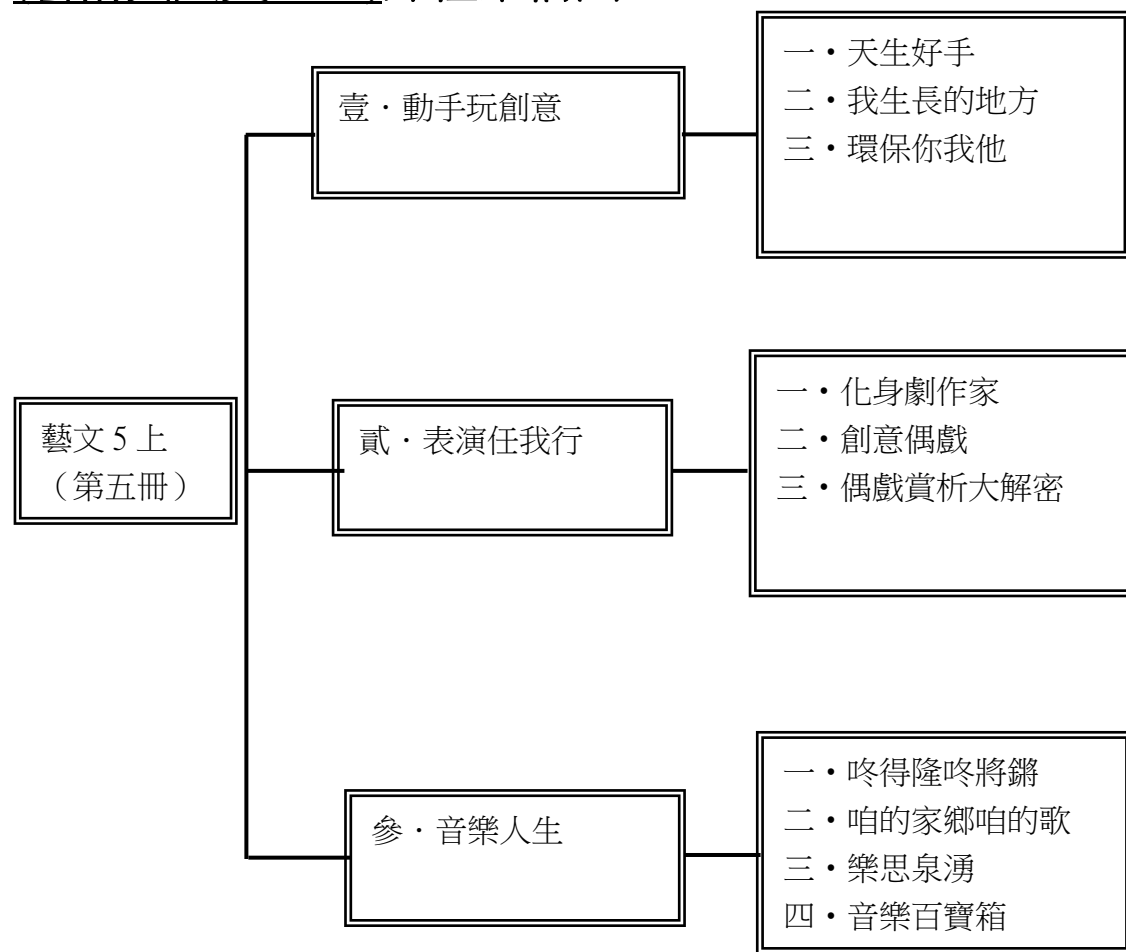 藝文 5 上
（第五冊）
壹．動手玩創意
一・天生好手
二・我生長的地方
三・環保你我他
貳．表演任我行
一・化身劇作家
二・創意偶戲
三・偶戲賞析大解密
參．音樂人生
一・咚得隆咚將鏘
二・咱的家鄉咱的歌
三・樂思泉湧
四・音樂百寶箱